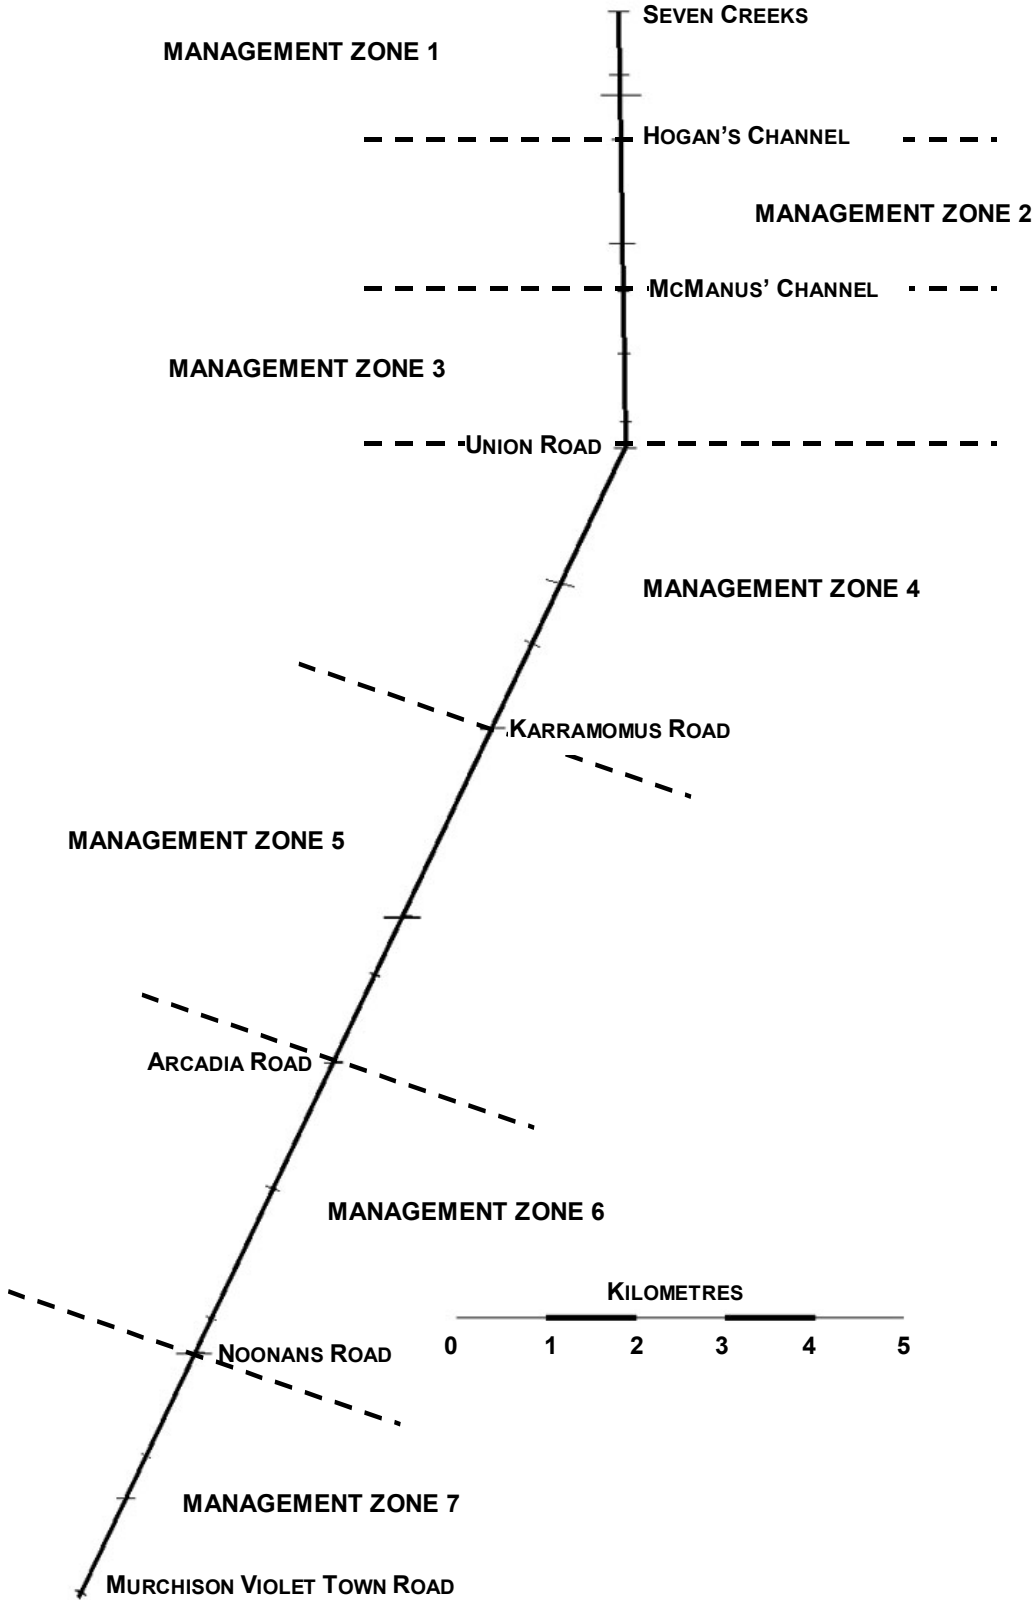 SEVEN CREEKS
MANAGEMENT ZONE 1
HOGAN'S CHANNEL
MANAGEMENT ZONE 2
MCMANUS' CHANNEL
MANAGEMENT ZONE 3
UNION ROAD
MANAGEMENT ZONE 4
KARRAMOMUS ROAD
MANAGEMENT ZONE 5
ARCADIA ROAD
MANAGEMENT ZONE 6
KILOMETRES
0 1 2 3 4 5
NOONANS ROAD
MANAGEMENT ZONE 7
MURCHISON VIOLET TOWN ROAD